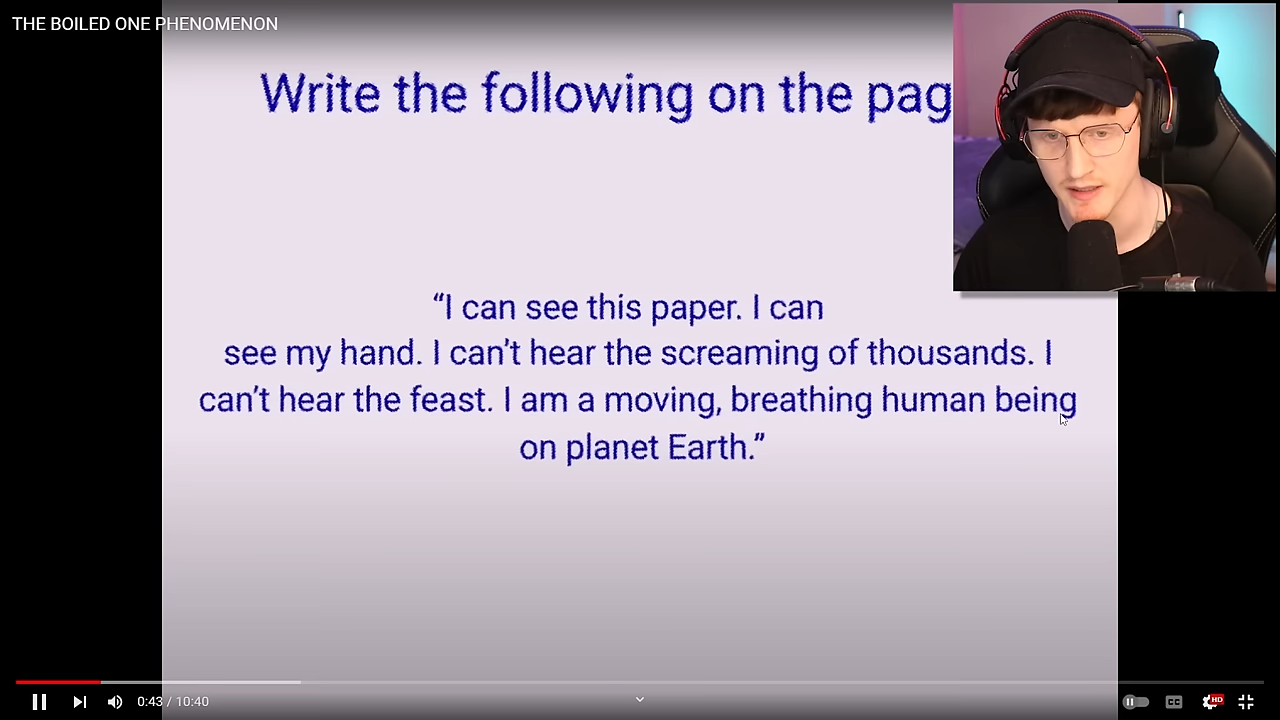 THE BOILED ONE PHENOMENON
Write the following on the pag
“I can see this paper. I can
see my hand. I can’t hear the screaming of thousands. I
can’t hear the feast. I am a moving, breathing human being
on planet Earth.”
0:43 / 10:40
CC
HD